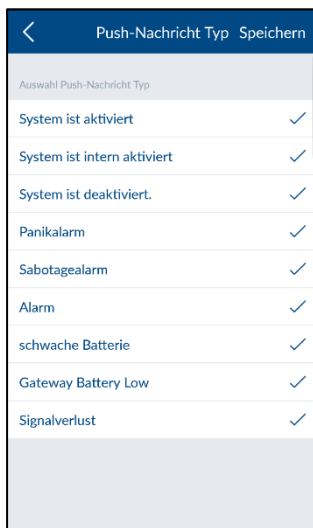 Push-Nachricht Typ Speichern
Auswahl Push-Nachricht Typ
System ist aktiviert
System ist intern aktiviert
System ist deaktiviert.
Panikalarm
Sabotagealarm
Alarm
schwache Batterie
Gateway Battery Low
Signalverlust